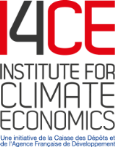 I4CE
INSTITUTE FOR
CLIMATE
ECONOMICS
Une initiative de la Caisse des Dépôts et
de l'Agence Française de Développement